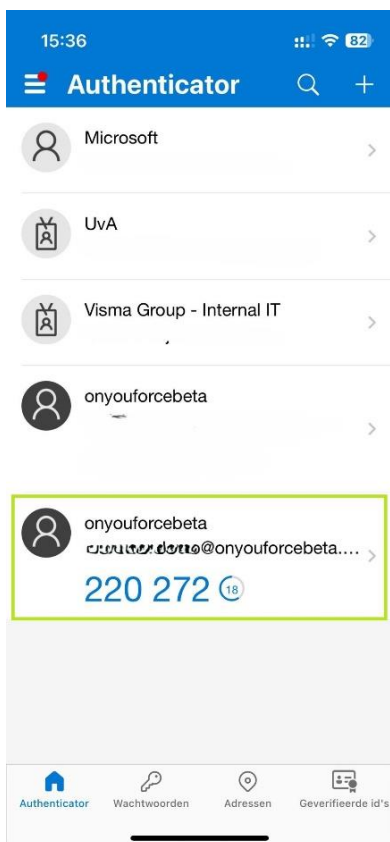 15:36
82
Authenticator
Microsoft
UvA
Visma Group - Internal IT
onyouforcebeta
onyouforcebeta
@onyouforcebeta....
220 272 18
Authenticator Wachtwoorden Adressen Geverifieerde id's